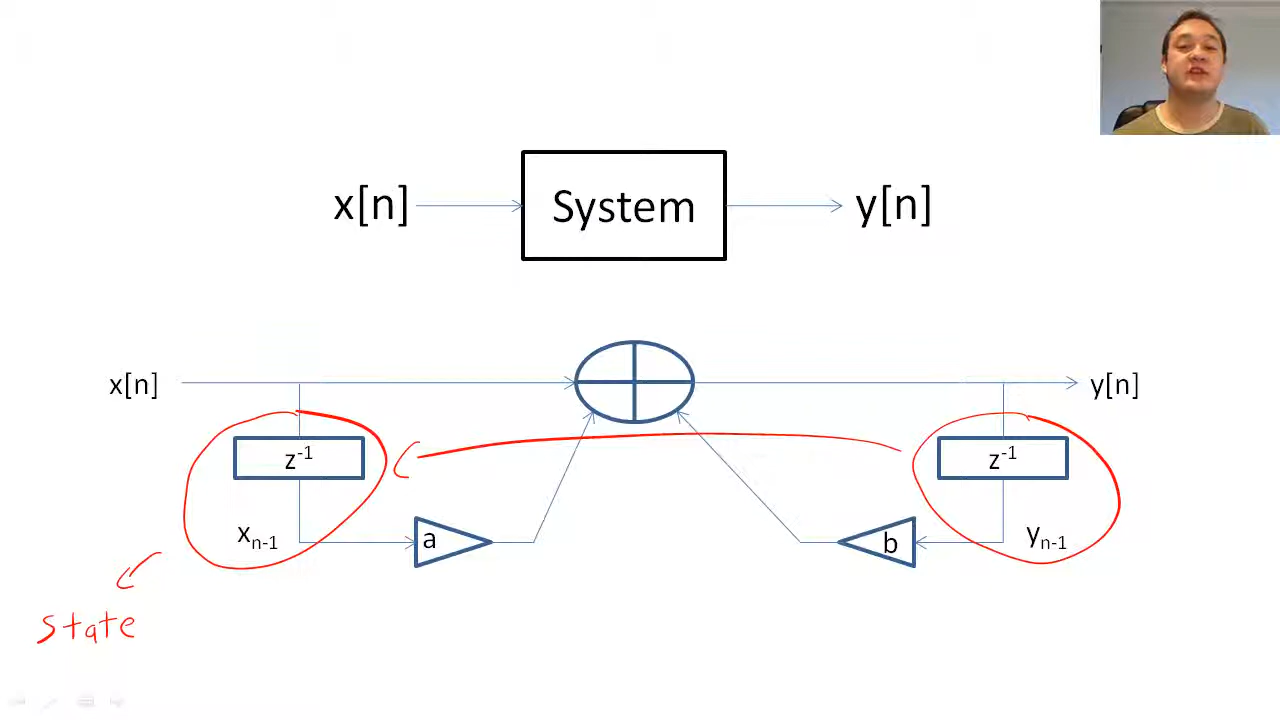 x[n] System y[n]
x[n] y[n]
z⁻¹ z⁻¹
xₙ₋₁ a b yₙ₋₁
state